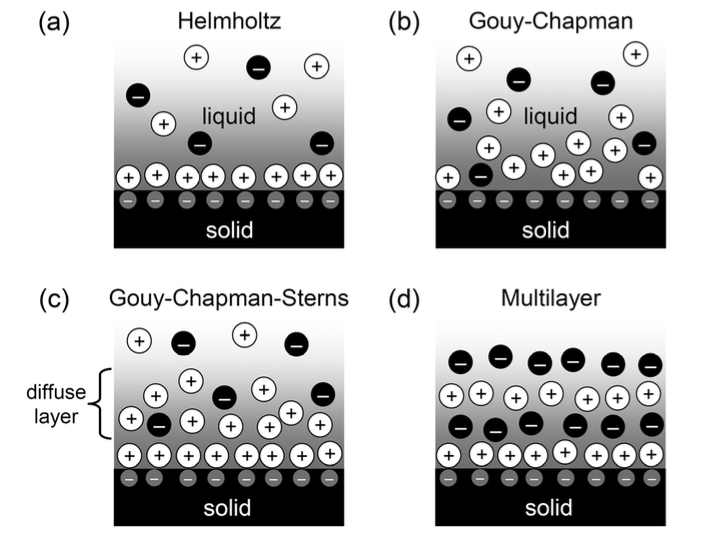 (a) Helmholtz
liquid
solid
(b) Gouy-Chapman
liquid
solid
(c) Gouy-Chapman-Sterns
diffuse
layer
solid
(d) Multilayer
solid